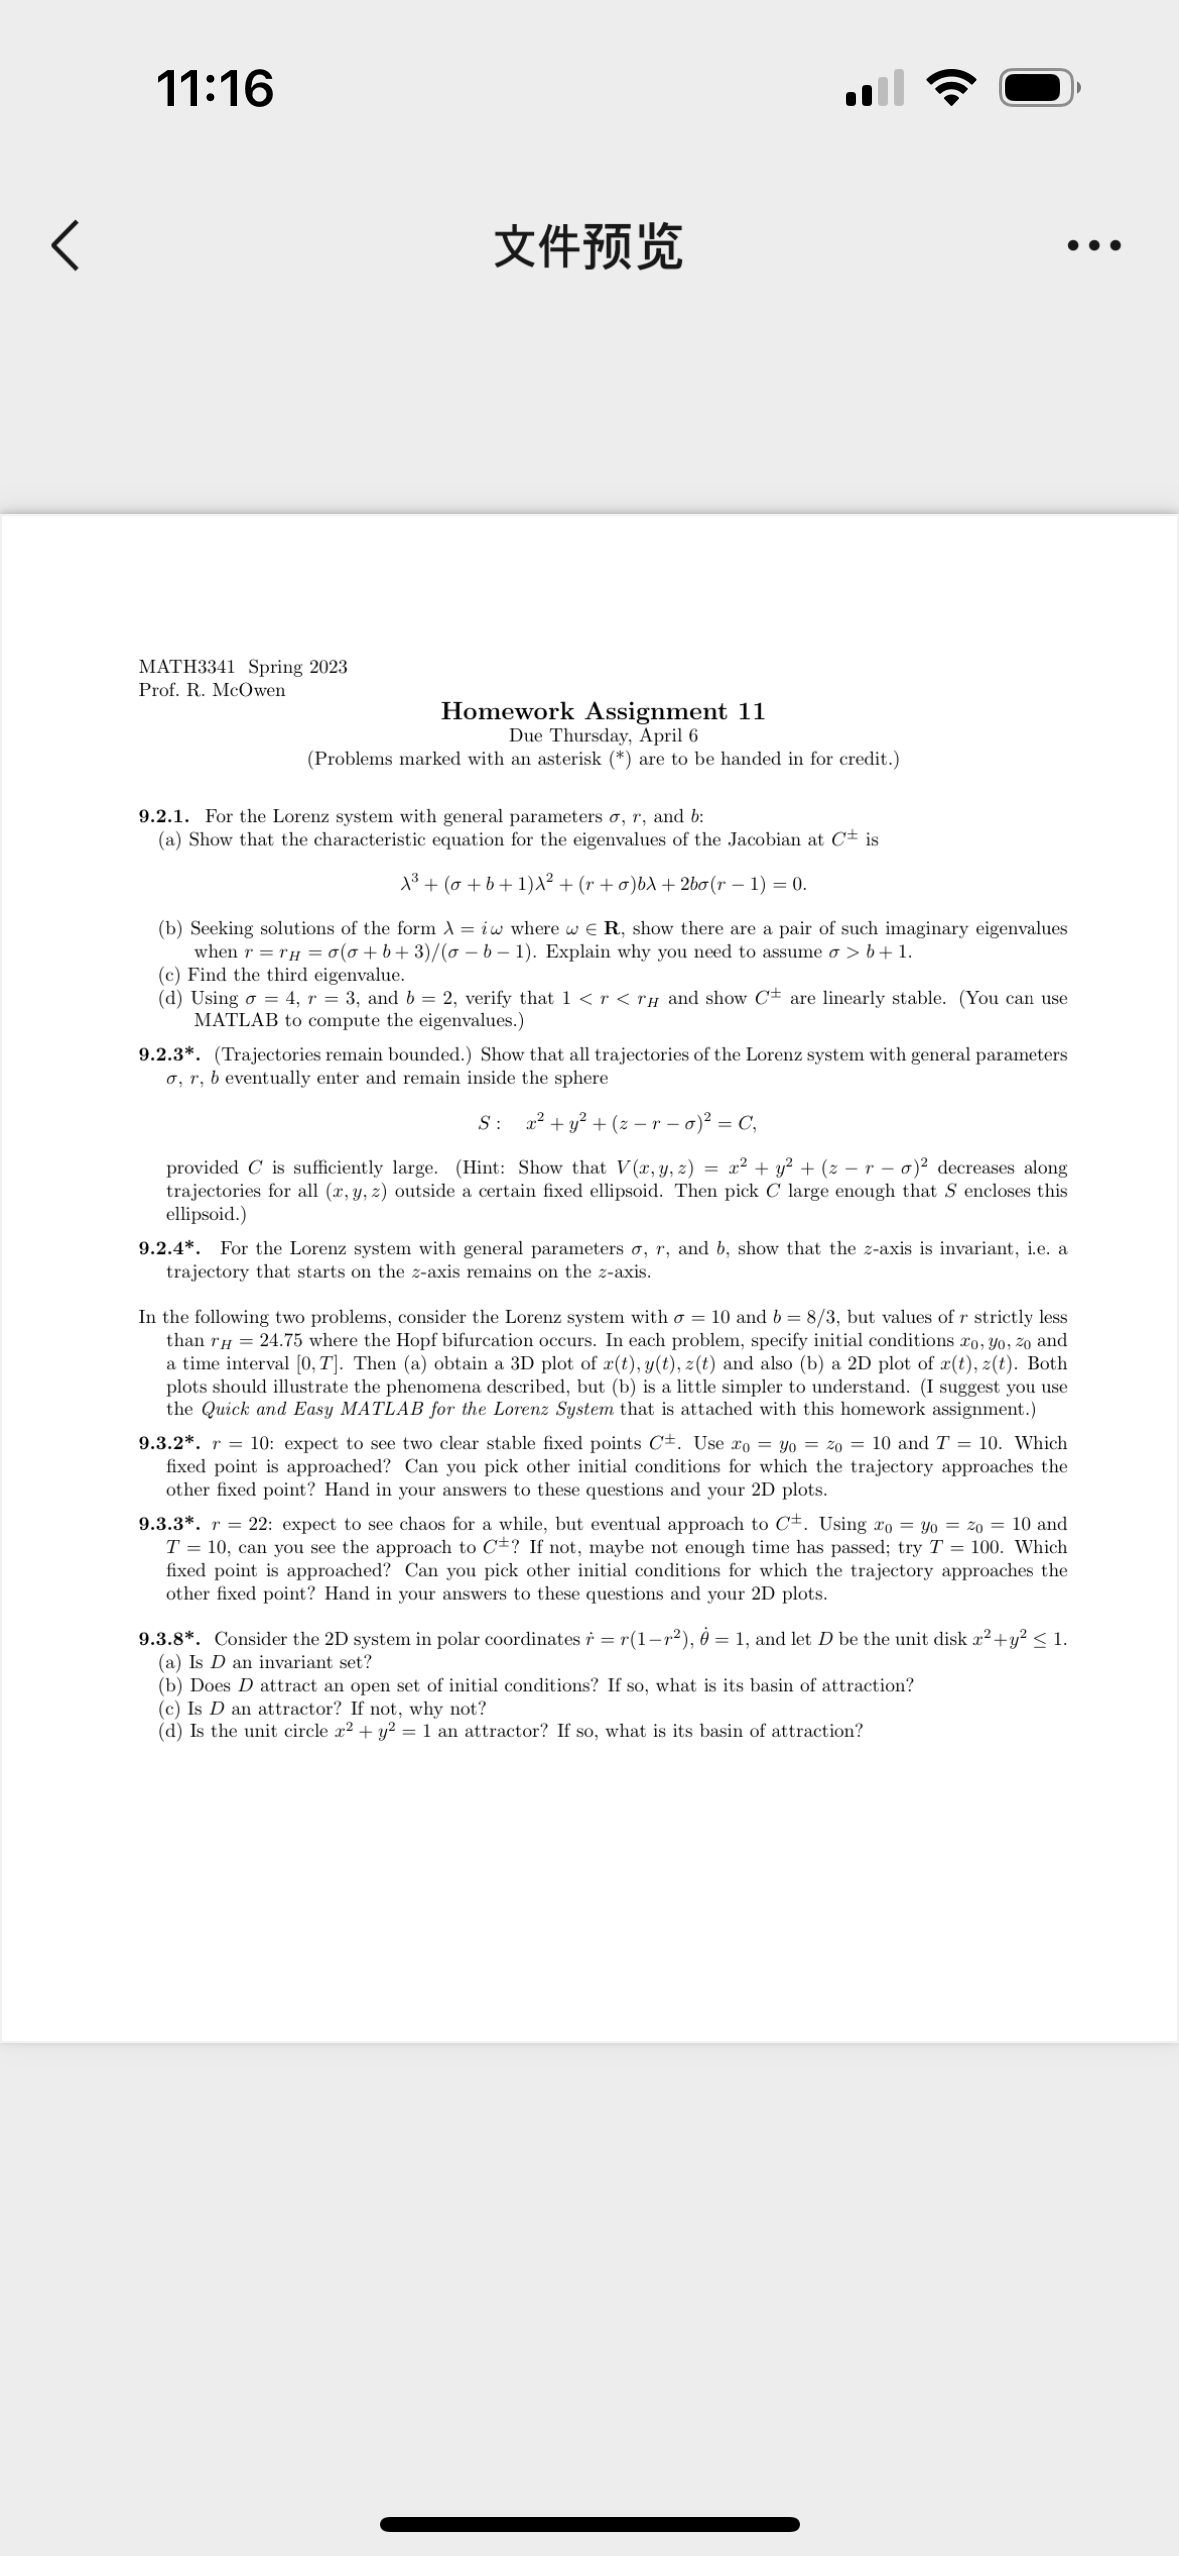 11:16
文件预览
MATH3341 Spring 2023
Prof. R. McOwen
Homework Assignment 11
Due Thursday, April 6
(Problems marked with an asterisk (*) are to be handed in for credit.)
9.2.1. For the Lorenz system with general parameters σ, r, and b:
(a) Show that the characteristic equation for the eigenvalues of the Jacobian at C± is
λ³ + (σ + b + 1)λ² + (r + σ)bλ + 2bσ(r − 1) = 0.
(b) Seeking solutions of the form λ = i ω where ω ∈ R, show there are a pair of such imaginary eigenvalues
when r = r_H = σ(σ + b + 3)/(σ − b − 1). Explain why you need to assume σ > b + 1.
(c) Find the third eigenvalue.
(d) Using σ = 4, r = 3, and b = 2, verify that 1 < r < r_H and show C± are linearly stable. (You can use
MATLAB to compute the eigenvalues.)
9.2.3*. (Trajectories remain bounded.) Show that all trajectories of the Lorenz system with general parameters
σ, r, b eventually enter and remain inside the sphere
S : x² + y² + (z − r − σ)² = C,
provided C is sufficiently large. (Hint: Show that V(x, y, z) = x² + y² + (z − r − σ)² decreases along
trajectories for all (x, y, z) outside a certain fixed ellipsoid. Then pick C large enough that S encloses this
ellipsoid.)
9.2.4*. For the Lorenz system with general parameters σ, r, and b, show that the z-axis is invariant, i.e. a
trajectory that starts on the z-axis remains on the z-axis.
In the following two problems, consider the Lorenz system with σ = 10 and b = 8/3, but values of r strictly less
than r_H = 24.75 where the Hopf bifurcation occurs. In each problem, specify initial conditions x₀, y₀, z₀ and
a time interval [0, T]. Then (a) obtain a 3D plot of x(t), y(t), z(t) and also (b) a 2D plot of x(t), z(t). Both
plots should illustrate the phenomena described, but (b) is a little simpler to understand. (I suggest you use
the Quick and Easy MATLAB for the Lorenz System that is attached with this homework assignment.)
9.3.2*. r = 10: expect to see two clear stable fixed points C±. Use x₀ = y₀ = z₀ = 10 and T = 10. Which
fixed point is approached? Can you pick other initial conditions for which the trajectory approaches the
other fixed point? Hand in your answers to these questions and your 2D plots.
9.3.3*. r = 22: expect to see chaos for a while, but eventual approach to C±. Using x₀ = y₀ = z₀ = 10 and
T = 10, can you see the approach to C±? If not, maybe not enough time has passed; try T = 100. Which
fixed point is approached? Can you pick other initial conditions for which the trajectory approaches the
other fixed point? Hand in your answers to these questions and your 2D plots.
9.3.8*. Consider the 2D system in polar coordinates ṙ = r(1−r²), θ̇ = 1, and let D be the unit disk x²+y² ≤ 1.
(a) Is D an invariant set?
(b) Does D attract an open set of initial conditions? If so, what is its basin of attraction?
(c) Is D an attractor? If not, why not?
(d) Is the unit circle x² + y² = 1 an attractor? If so, what is its basin of attraction?